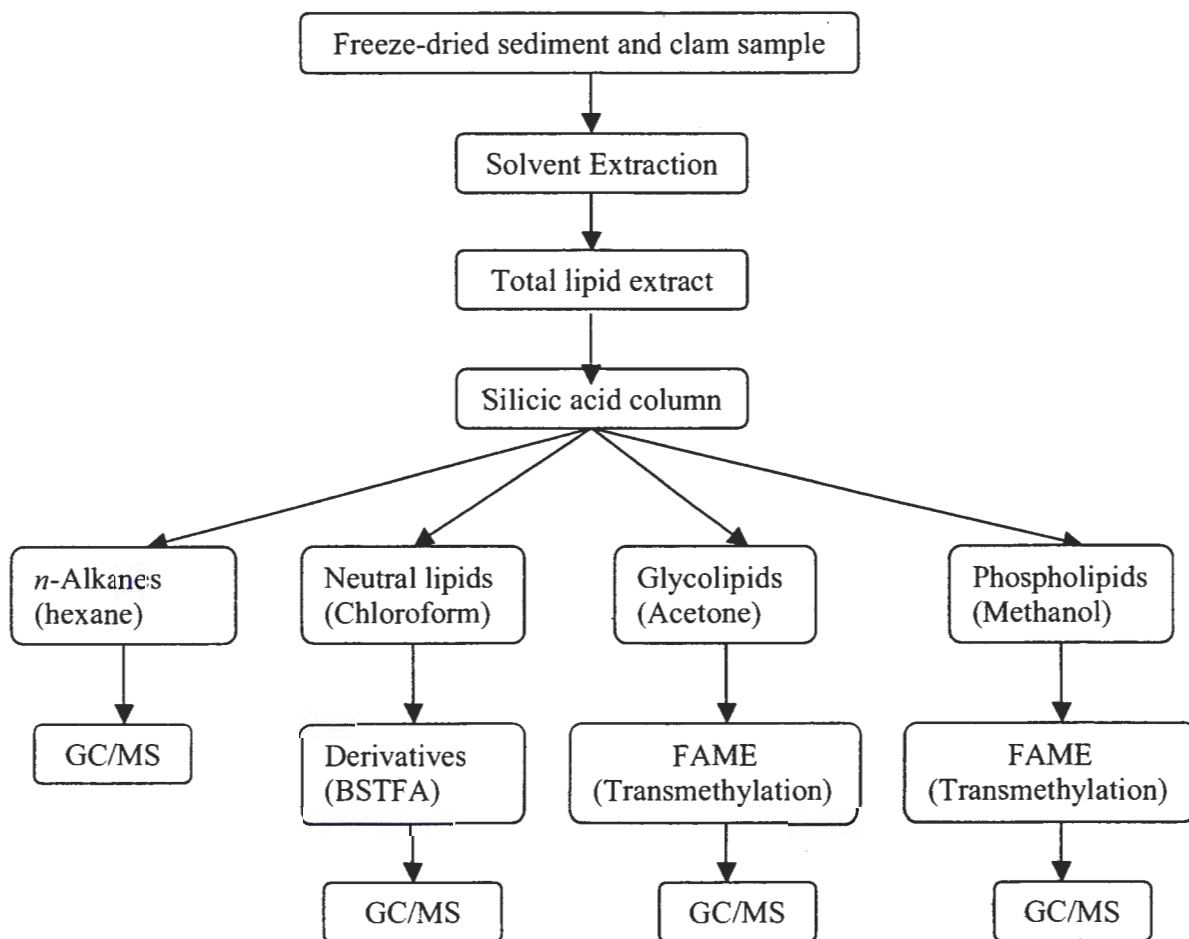 Freeze-dried sediment and clam sample
Solvent Extraction
Total lipid extract
Silicic acid column
n-Alkanes
(hexane)
Neutral lipids
(Chloroform)
Glycolipids
(Acetone)
Phospholipids
(Methanol)
GC/MS
Derivatives
(BSTFA)
FAME
(Transmethylation)
FAME
(Transmethylation)
GC/MS
GC/MS
GC/MS